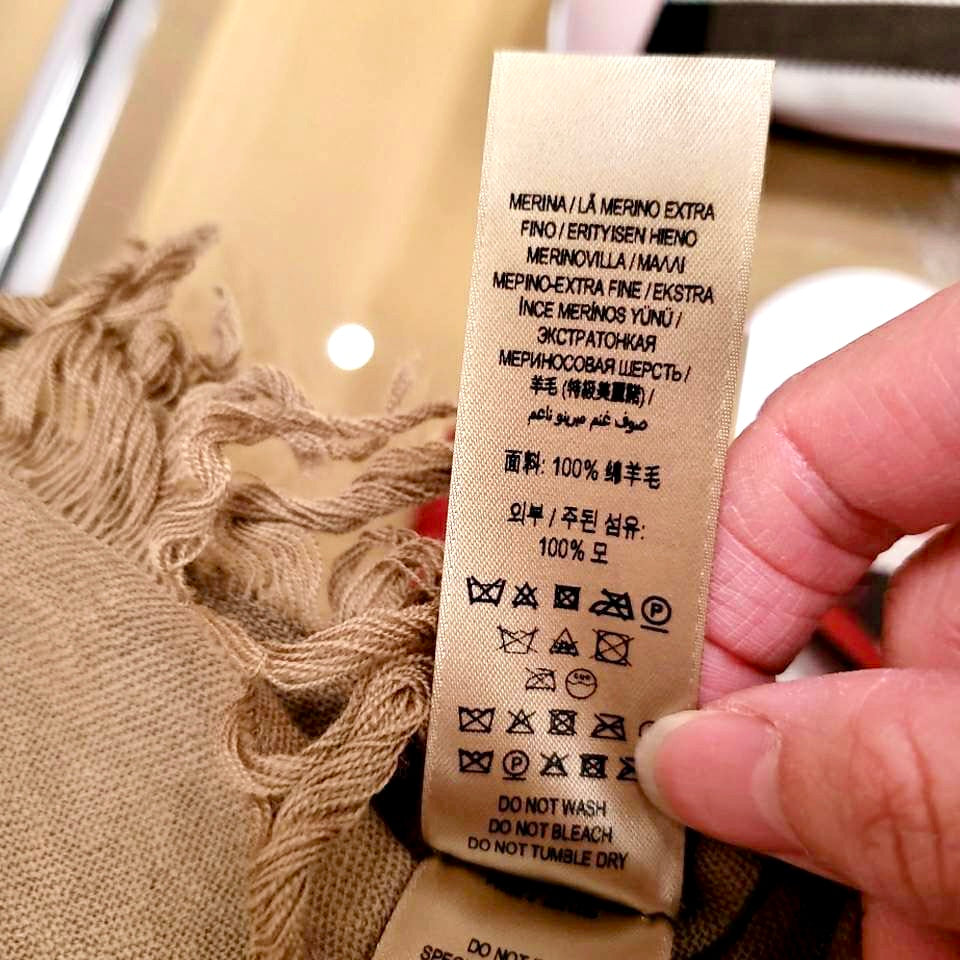 MERINA / LÃ MERINO EXTRA
FINO / ERITYISEN HIENO
MERINOVILLA / ΜΑΛΛΙ
ΜΕΡΙΝΟ-EXTRA FINE / EKSTRA
İNCE MERİNOS YÜNÜ /
ЭКСТРАТОНКАЯ
МЕРИНОСОВАЯ ШЕРСТЬ /
羊毛 (特級美麗諾) /
صوف غنم مرينو ناعم
面料: 100% 绵羊毛
외부 / 주된 섬유:
100% 모
P
P
DO NOT WASH
DO NOT BLEACH
DO NOT TUMBLE DRY
DO NOT